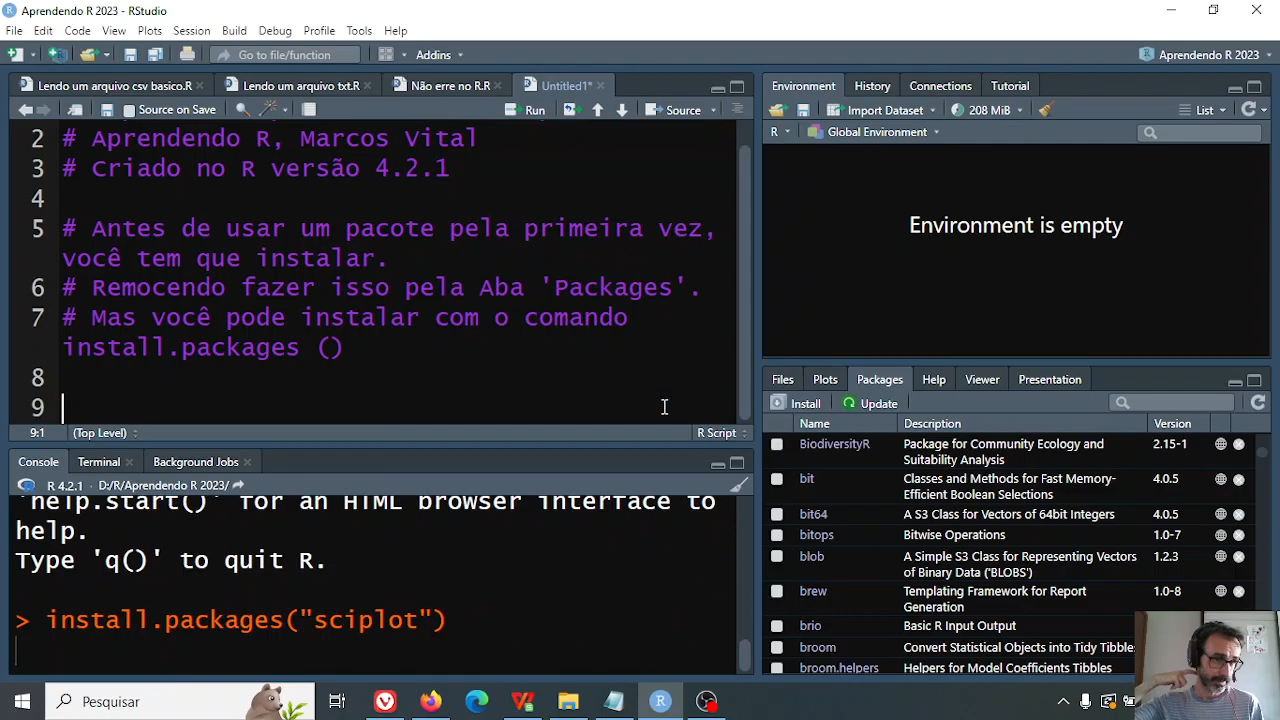 Aprendendo R 2023 - RStudio
File Edit Code View Plots Session Build Debug Profile Tools Help
Go to file/function Addins Aprendendo R 2023
Lendo um arquivo csv basico.R Lendo um arquivo txt.R Não erre no R.R Untitled1*
Source on Save Run Source
2 # Aprendendo R, Marcos Vital
3 # Criado no R versão 4.2.1
4
5 # Antes de usar um pacote pela primeira vez,
você tem que instalar.
6 # Remocendo fazer isso pela Aba 'Packages'.
7 # Mas você pode instalar com o comando
install.packages ()
8
9
9:1 (Top Level) R Script
Console Terminal Background Jobs
R 4.2.1 · D:/R/Aprendendo R 2023/
'help.start()' for an HTML browser interface to
help.
Type 'q()' to quit R.
> install.packages("sciplot")
Environment History Connections Tutorial
Import Dataset 208 MiB List
R Global Environment
Environment is empty
Files Plots Packages Help Viewer Presentation
Install Update
Name Description Version
BiodiversityR Package for Community Ecology and 2.15-1
Suitability Analysis
bit Classes and Methods for Fast Memory- 4.0.5
Efficient Boolean Selections
bit64 A S3 Class for Vectors of 64bit Integers 4.0.5
bitops Bitwise Operations 1.0-7
blob A Simple S3 Class for Representing Vectors 1.2.3
of Binary Data ('BLOBS')
brew Templating Framework for Report 1.0-8
Generation
brio Basic R Input Output
broom Convert Statistical Objects into Tidy Tibbles
broom.helpers Helpers for Model Coefficients Tibbles
Pesquisar